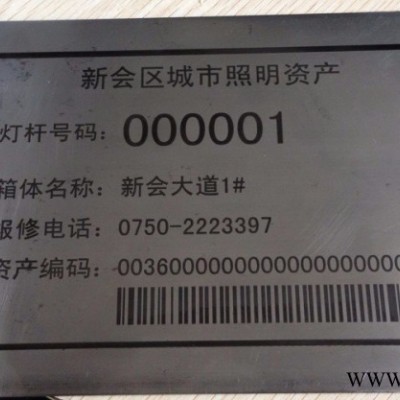 新会区城市照明资产
灯杆号码：000001
箱体名称：新会大道1#
报修电话：0750-2223397
资产编码：0036000000000000000000
www.